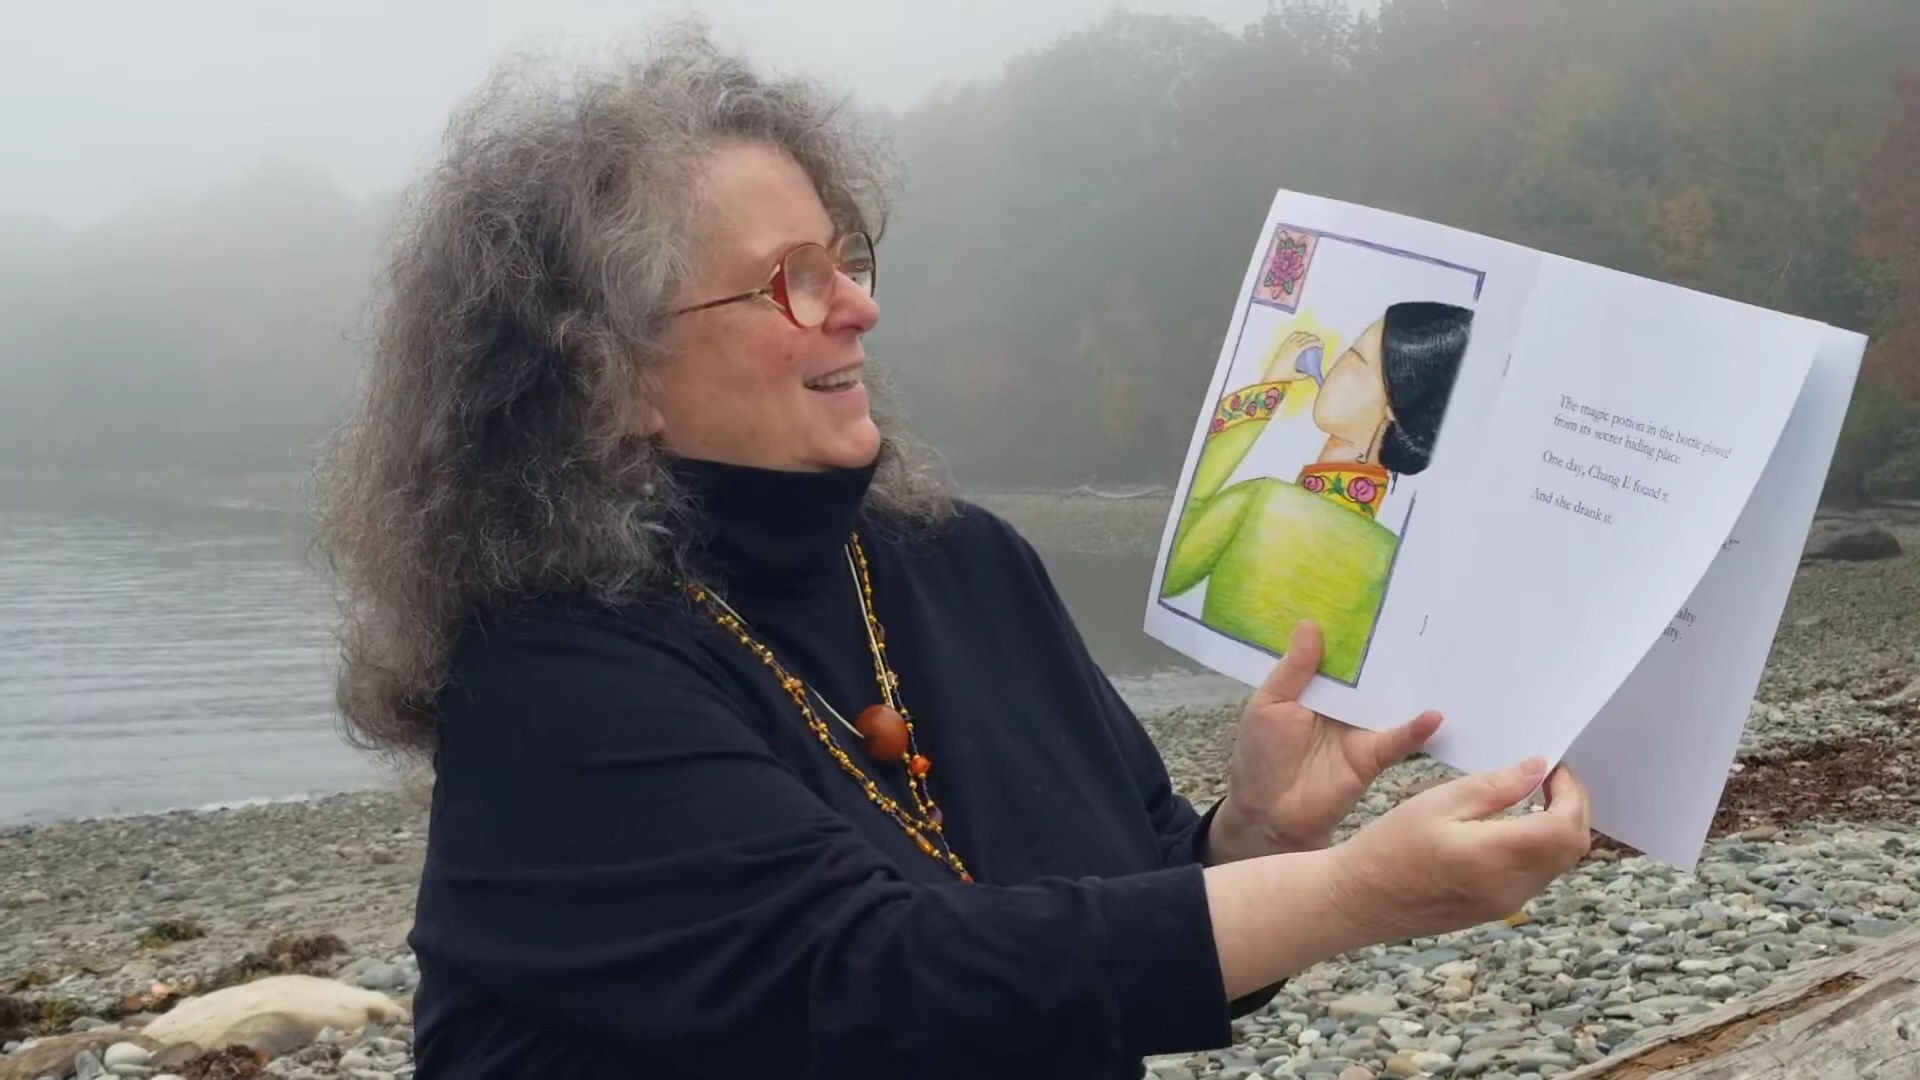 The magic potion in the bottle glowed
from its secret hiding place.
One day, Chang E found it.
And she drank it.